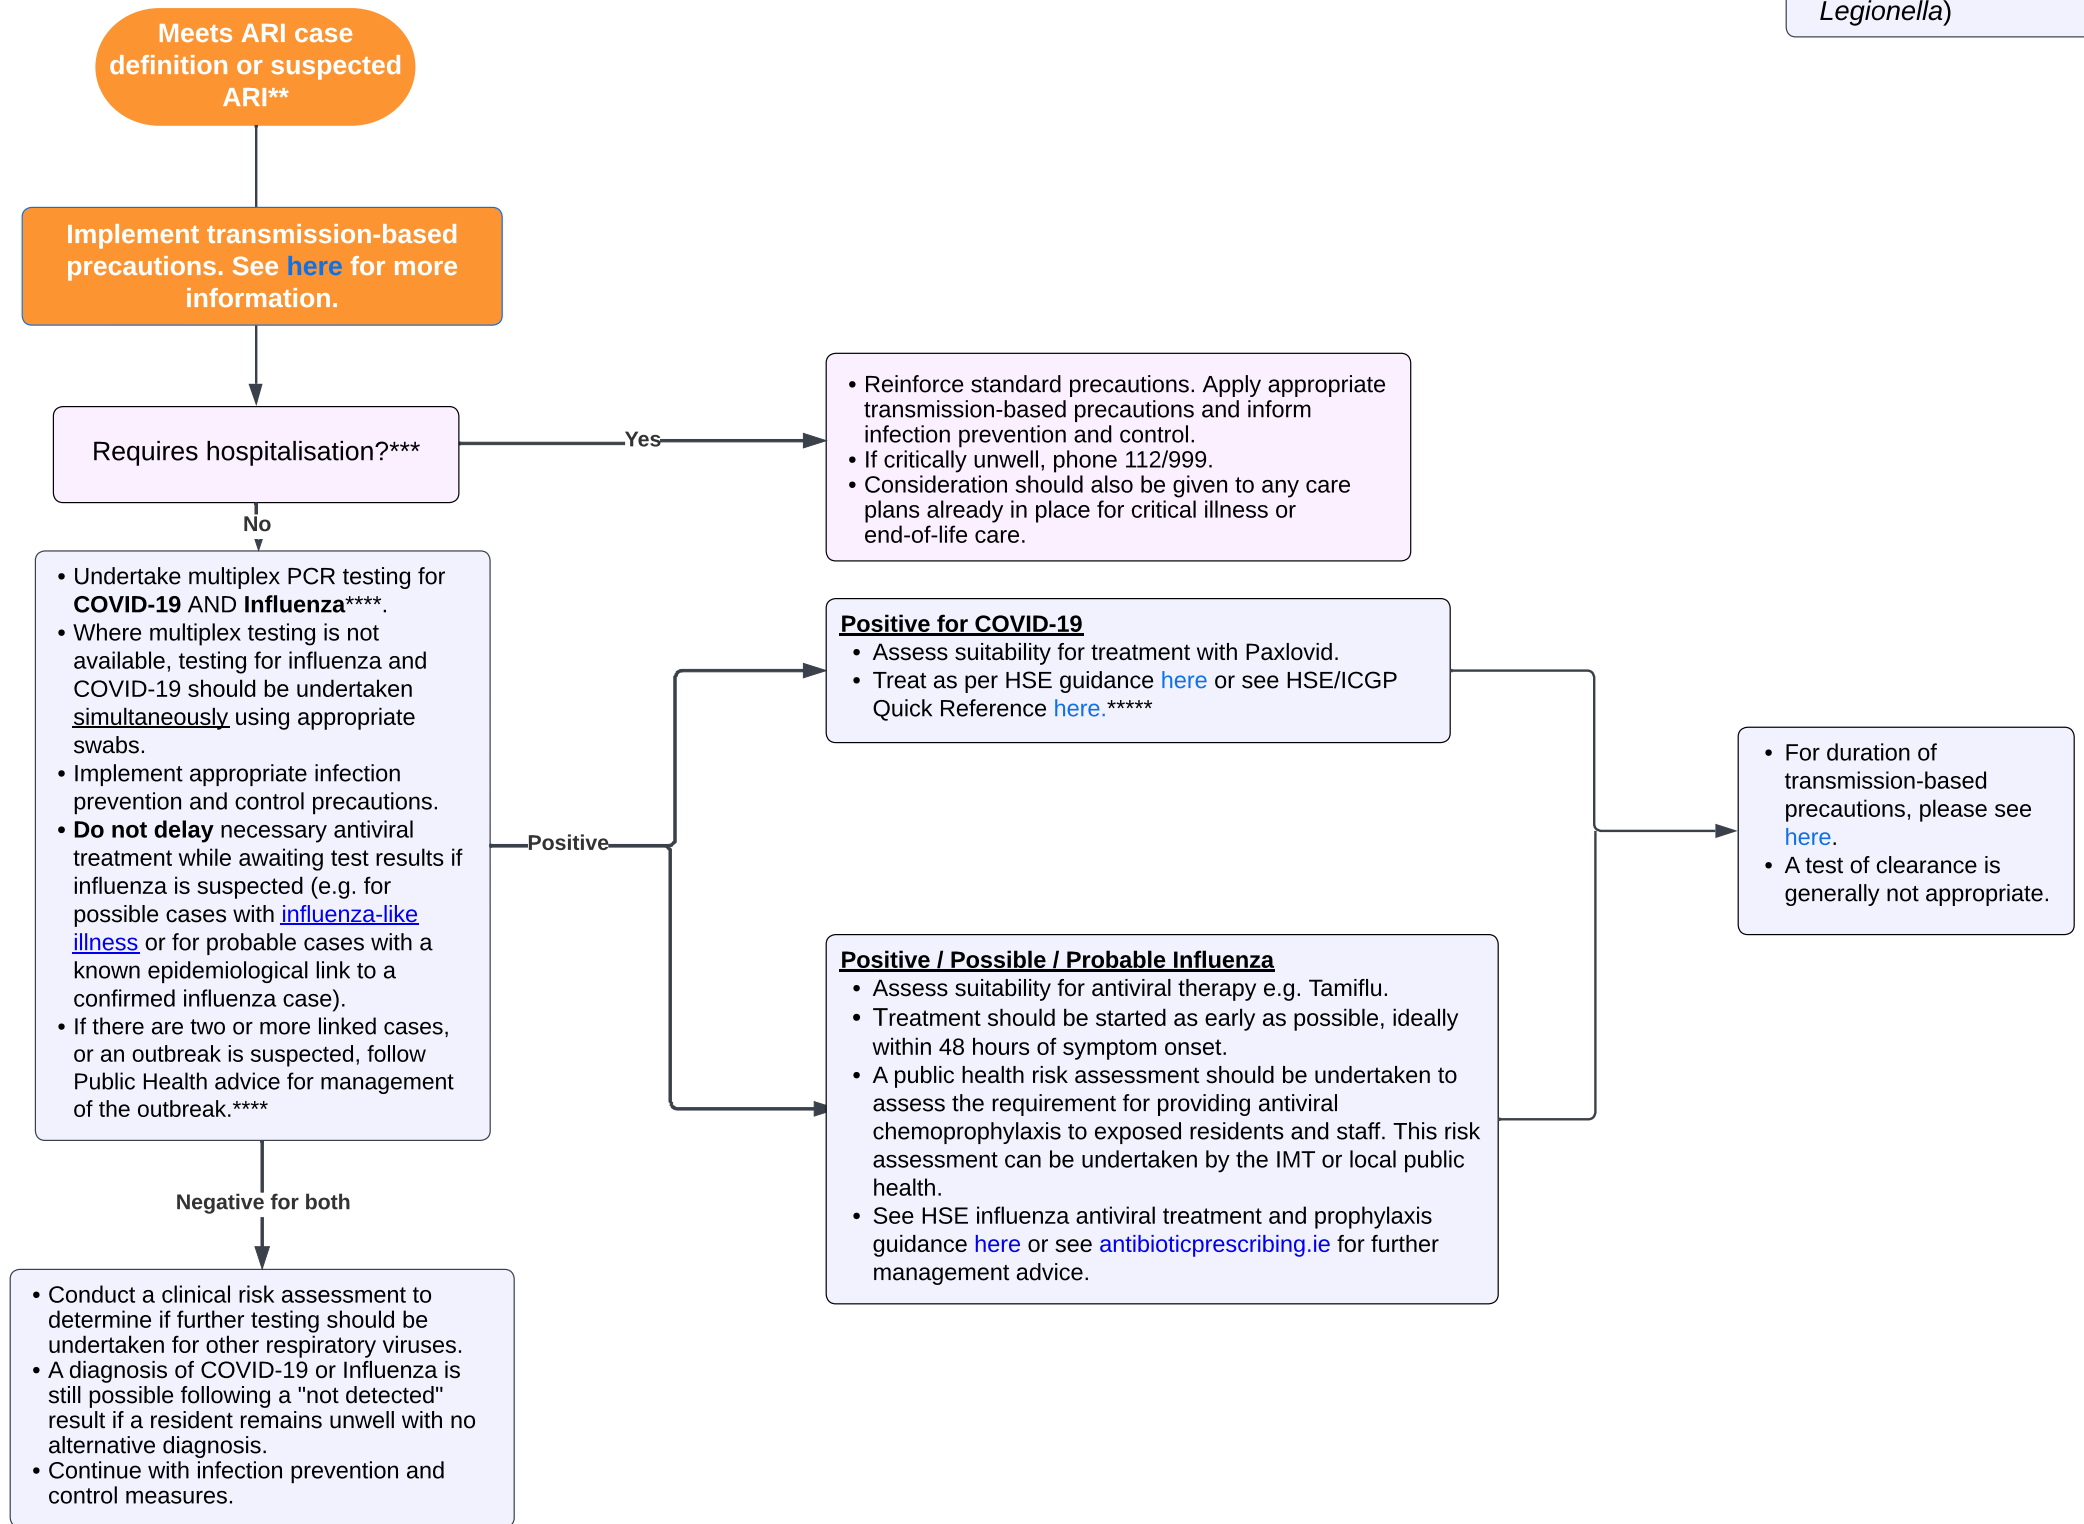 Legionella)
Meets ARI case
definition or suspected
ARI**
Implement transmission-based
precautions. See here for more
information.
Requires hospitalisation?***
Yes
• Reinforce standard precautions. Apply appropriate
transmission-based precautions and inform
infection prevention and control.
• If critically unwell, phone 112/999.
• Consideration should also be given to any care
plans already in place for critical illness or
end-of-life care.
No
• Undertake multiplex PCR testing for
COVID-19 AND Influenza****.
• Where multiplex testing is not
available, testing for influenza and
COVID-19 should be undertaken
simultaneously using appropriate
swabs.
• Implement appropriate infection
prevention and control precautions.
• Do not delay necessary antiviral
treatment while awaiting test results if
influenza is suspected (e.g. for
possible cases with influenza-like
illness or for probable cases with a
known epidemiological link to a
confirmed influenza case).
• If there are two or more linked cases,
or an outbreak is suspected, follow
Public Health advice for management
of the outbreak.****
Positive
Positive for COVID-19
• Assess suitability for treatment with Paxlovid.
• Treat as per HSE guidance here or see HSE/ICGP
Quick Reference here.*****
Positive / Possible / Probable Influenza
• Assess suitability for antiviral therapy e.g. Tamiflu.
• Treatment should be started as early as possible, ideally
within 48 hours of symptom onset.
• A public health risk assessment should be undertaken to
assess the requirement for providing antiviral
chemoprophylaxis to exposed residents and staff. This risk
assessment can be undertaken by the IMT or local public
health.
• See HSE influenza antiviral treatment and prophylaxis
guidance here or see antibioticprescribing.ie for further
management advice.
• For duration of
transmission-based
precautions, please see
here.
• A test of clearance is
generally not appropriate.
Negative for both
• Conduct a clinical risk assessment to
determine if further testing should be
undertaken for other respiratory viruses.
• A diagnosis of COVID-19 or Influenza is
still possible following a "not detected"
result if a resident remains unwell with no
alternative diagnosis.
• Continue with infection prevention and
control measures.